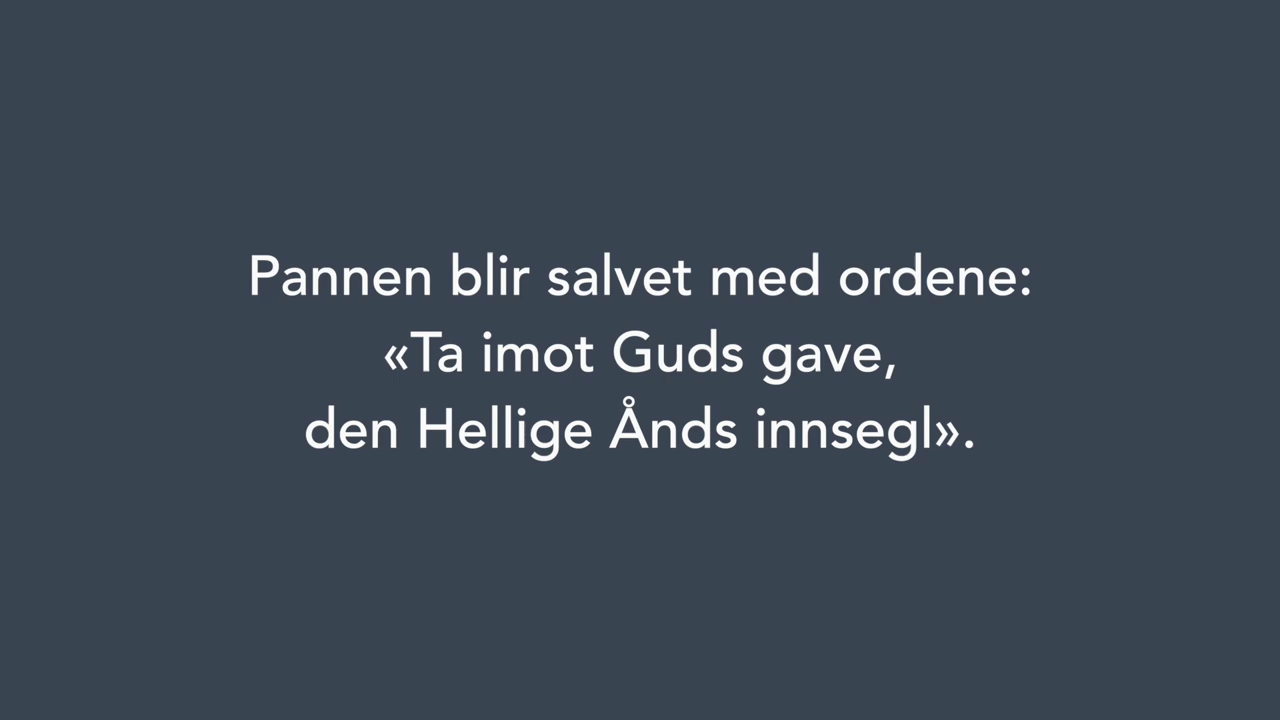 Pannen blir salvet med ordene:
«Ta imot Guds gave,
den Hellige Ånds innsegl».